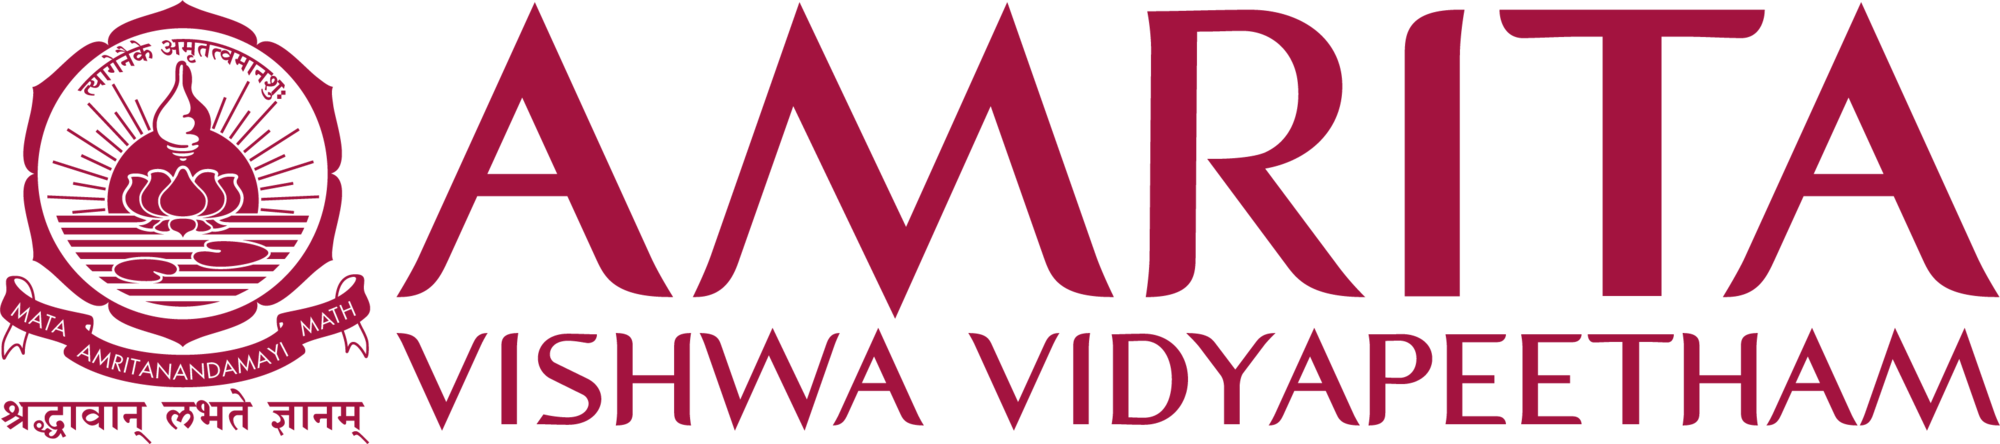 त्यागेनैके अमृतत्वमानशुः
MATA AMRITANANDAMAYI MATH
श्रद्धावान् लभते ज्ञानम्
AMRITA
VISHWA VIDYAPEETHAM